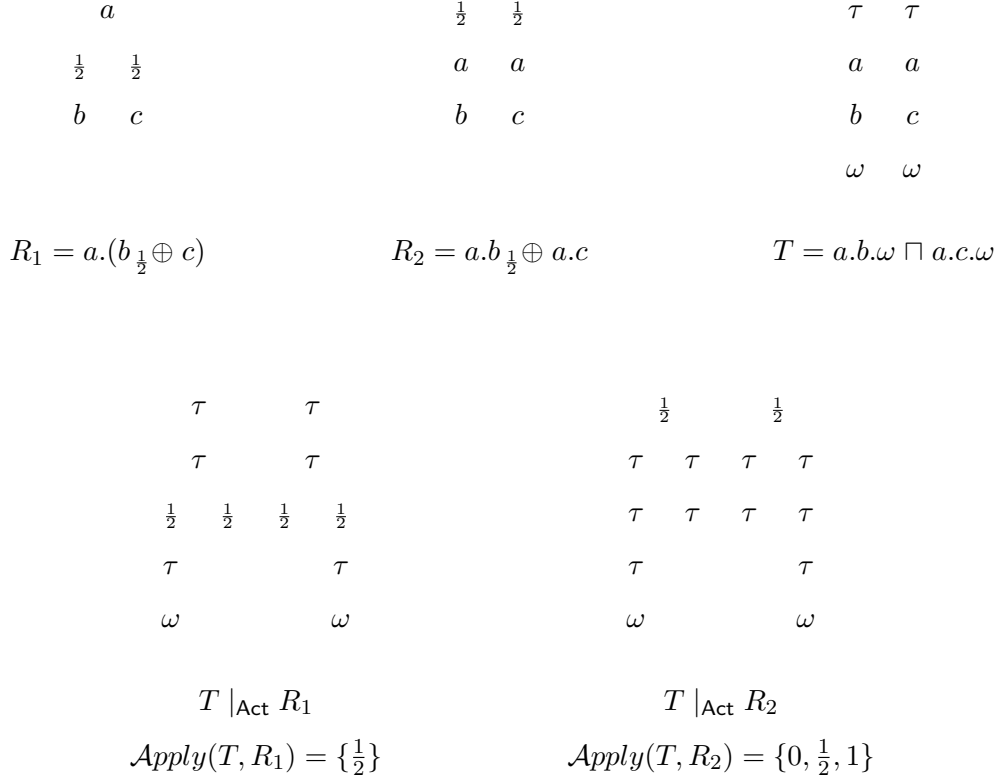 a ½ ½ τ τ
½ ½ a a a a
b c b c b c
ω ω
R₁ = a.(b ½⊕ c) R₂ = a.b ½⊕ a.c T = a.b.ω ⊓ a.c.ω
τ τ ½ ½
τ τ τ τ τ τ
½ ½ ½ ½ τ τ τ τ
τ τ τ τ
ω ω ω ω
T |Act R₁ T |Act R₂
Apply(T, R₁) = {½} Apply(T, R₂) = {0, ½, 1}